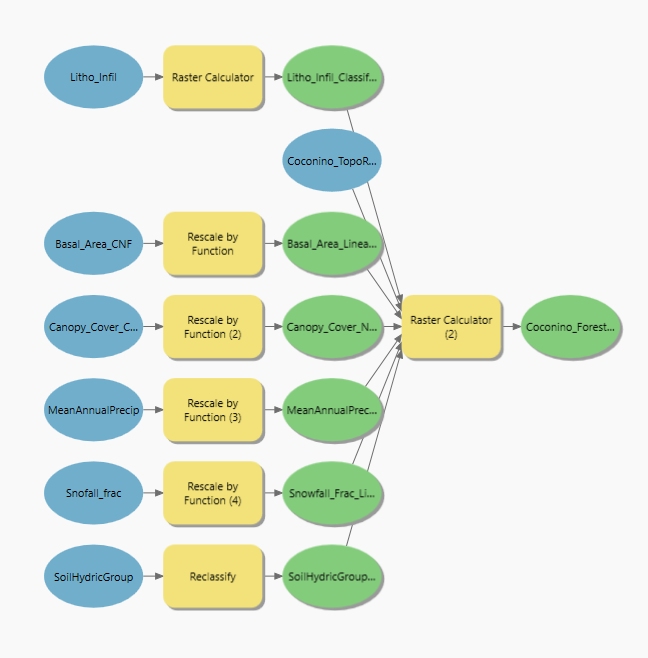 Litho_Infil
Raster Calculator
Litho_Infil_Classif...
Coconino_TopoR...
Basal_Area_CNF
Rescale by
Function
Basal_Area_Linea...
Canopy_Cover_C...
Rescale by
Function (2)
Canopy_Cover_N...
Raster Calculator
(2)
Coconino_Forest...
MeanAnnualPrecip
Rescale by
Function (3)
MeanAnnualPrec...
Snofall_frac
Rescale by
Function (4)
Snowfall_Frac_Li...
SoilHydricGroup
Reclassify
SoilHydricGroup...